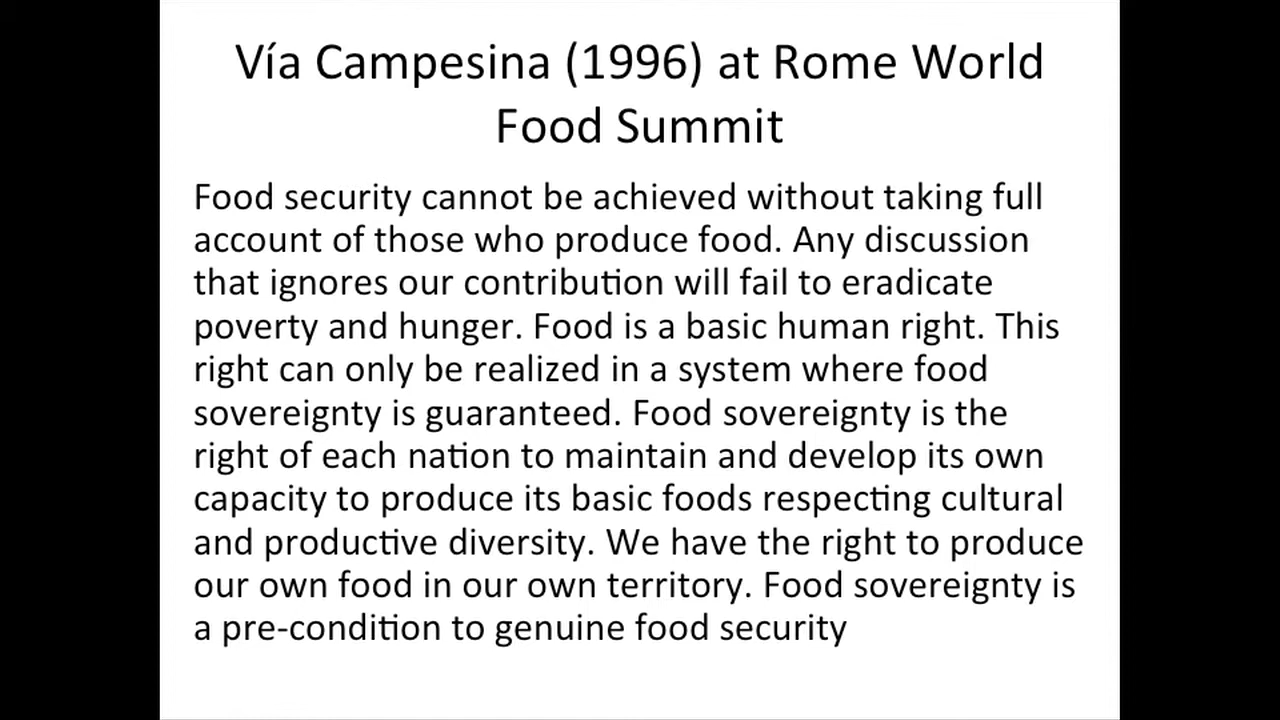 Vía Campesina (1996) at Rome World
Food Summit
Food security cannot be achieved without taking full
account of those who produce food. Any discussion
that ignores our contribution will fail to eradicate
poverty and hunger. Food is a basic human right. This
right can only be realized in a system where food
sovereignty is guaranteed. Food sovereignty is the
right of each nation to maintain and develop its own
capacity to produce its basic foods respecting cultural
and productive diversity. We have the right to produce
our own food in our own territory. Food sovereignty is
a pre-condition to genuine food security